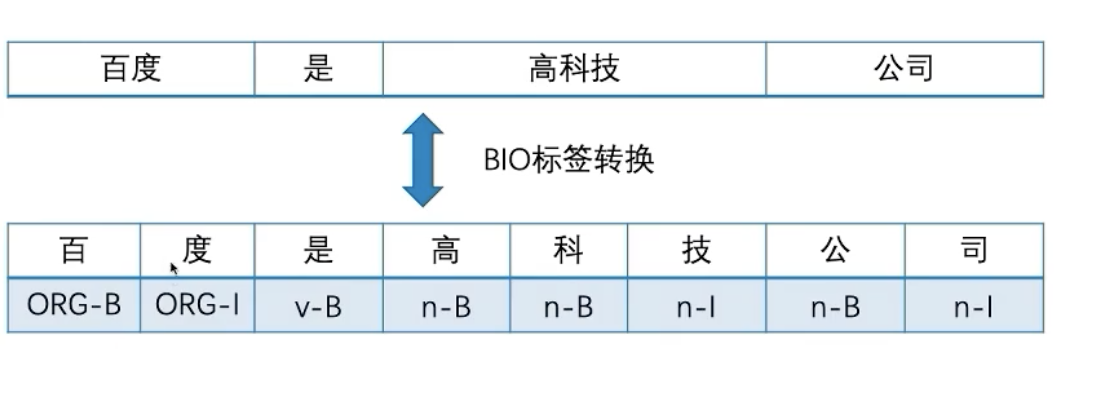 百度 是 高科技 公司
BIO标签转换
百 度 是 高 科 技 公 司
ORG-B ORG-I v-B n-B n-B n-I n-B n-I